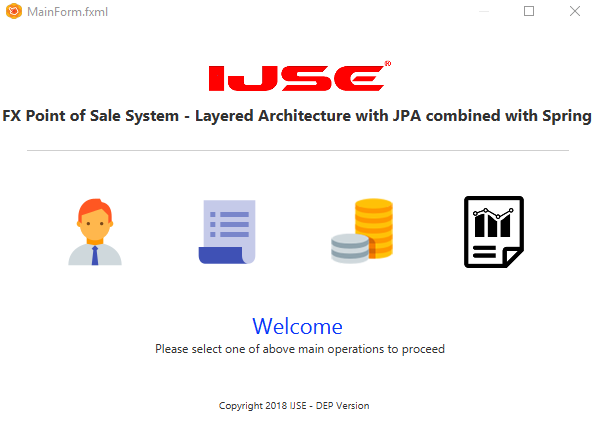 MainForm.fxml
IJSE®
FX Point of Sale System - Layered Architecture with JPA combined with Spring
Welcome
Please select one of above main operations to proceed
Copyright 2018 IJSE - DEP Version